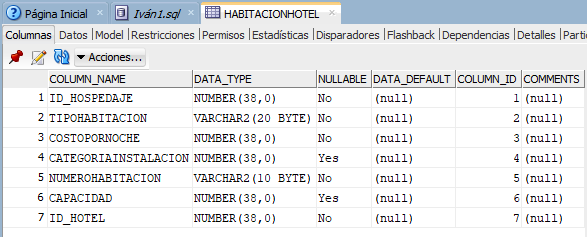 Página Inicial Iván1.sql HABITACIONHOTEL
Columnas Datos Model Restricciones Permisos Estadísticas Disparadores Flashback Dependencias Detalles Partic
Acciones...
COLUMN_NAME DATA_TYPE NULLABLE DATA_DEFAULT COLUMN_ID COMMENTS
1 ID_HOSPEDAJE NUMBER(38,0) No (null) 1 (null)
2 TIPOHABITACION VARCHAR2(20 BYTE) No (null) 2 (null)
3 COSTOPORNOCHE NUMBER(38,0) No (null) 3 (null)
4 CATEGORIAINSTALACION NUMBER(38,0) Yes (null) 4 (null)
5 NUMEROHABITACION VARCHAR2(10 BYTE) No (null) 5 (null)
6 CAPACIDAD NUMBER(38,0) Yes (null) 6 (null)
7 ID_HOTEL NUMBER(38,0) No (null) 7 (null)